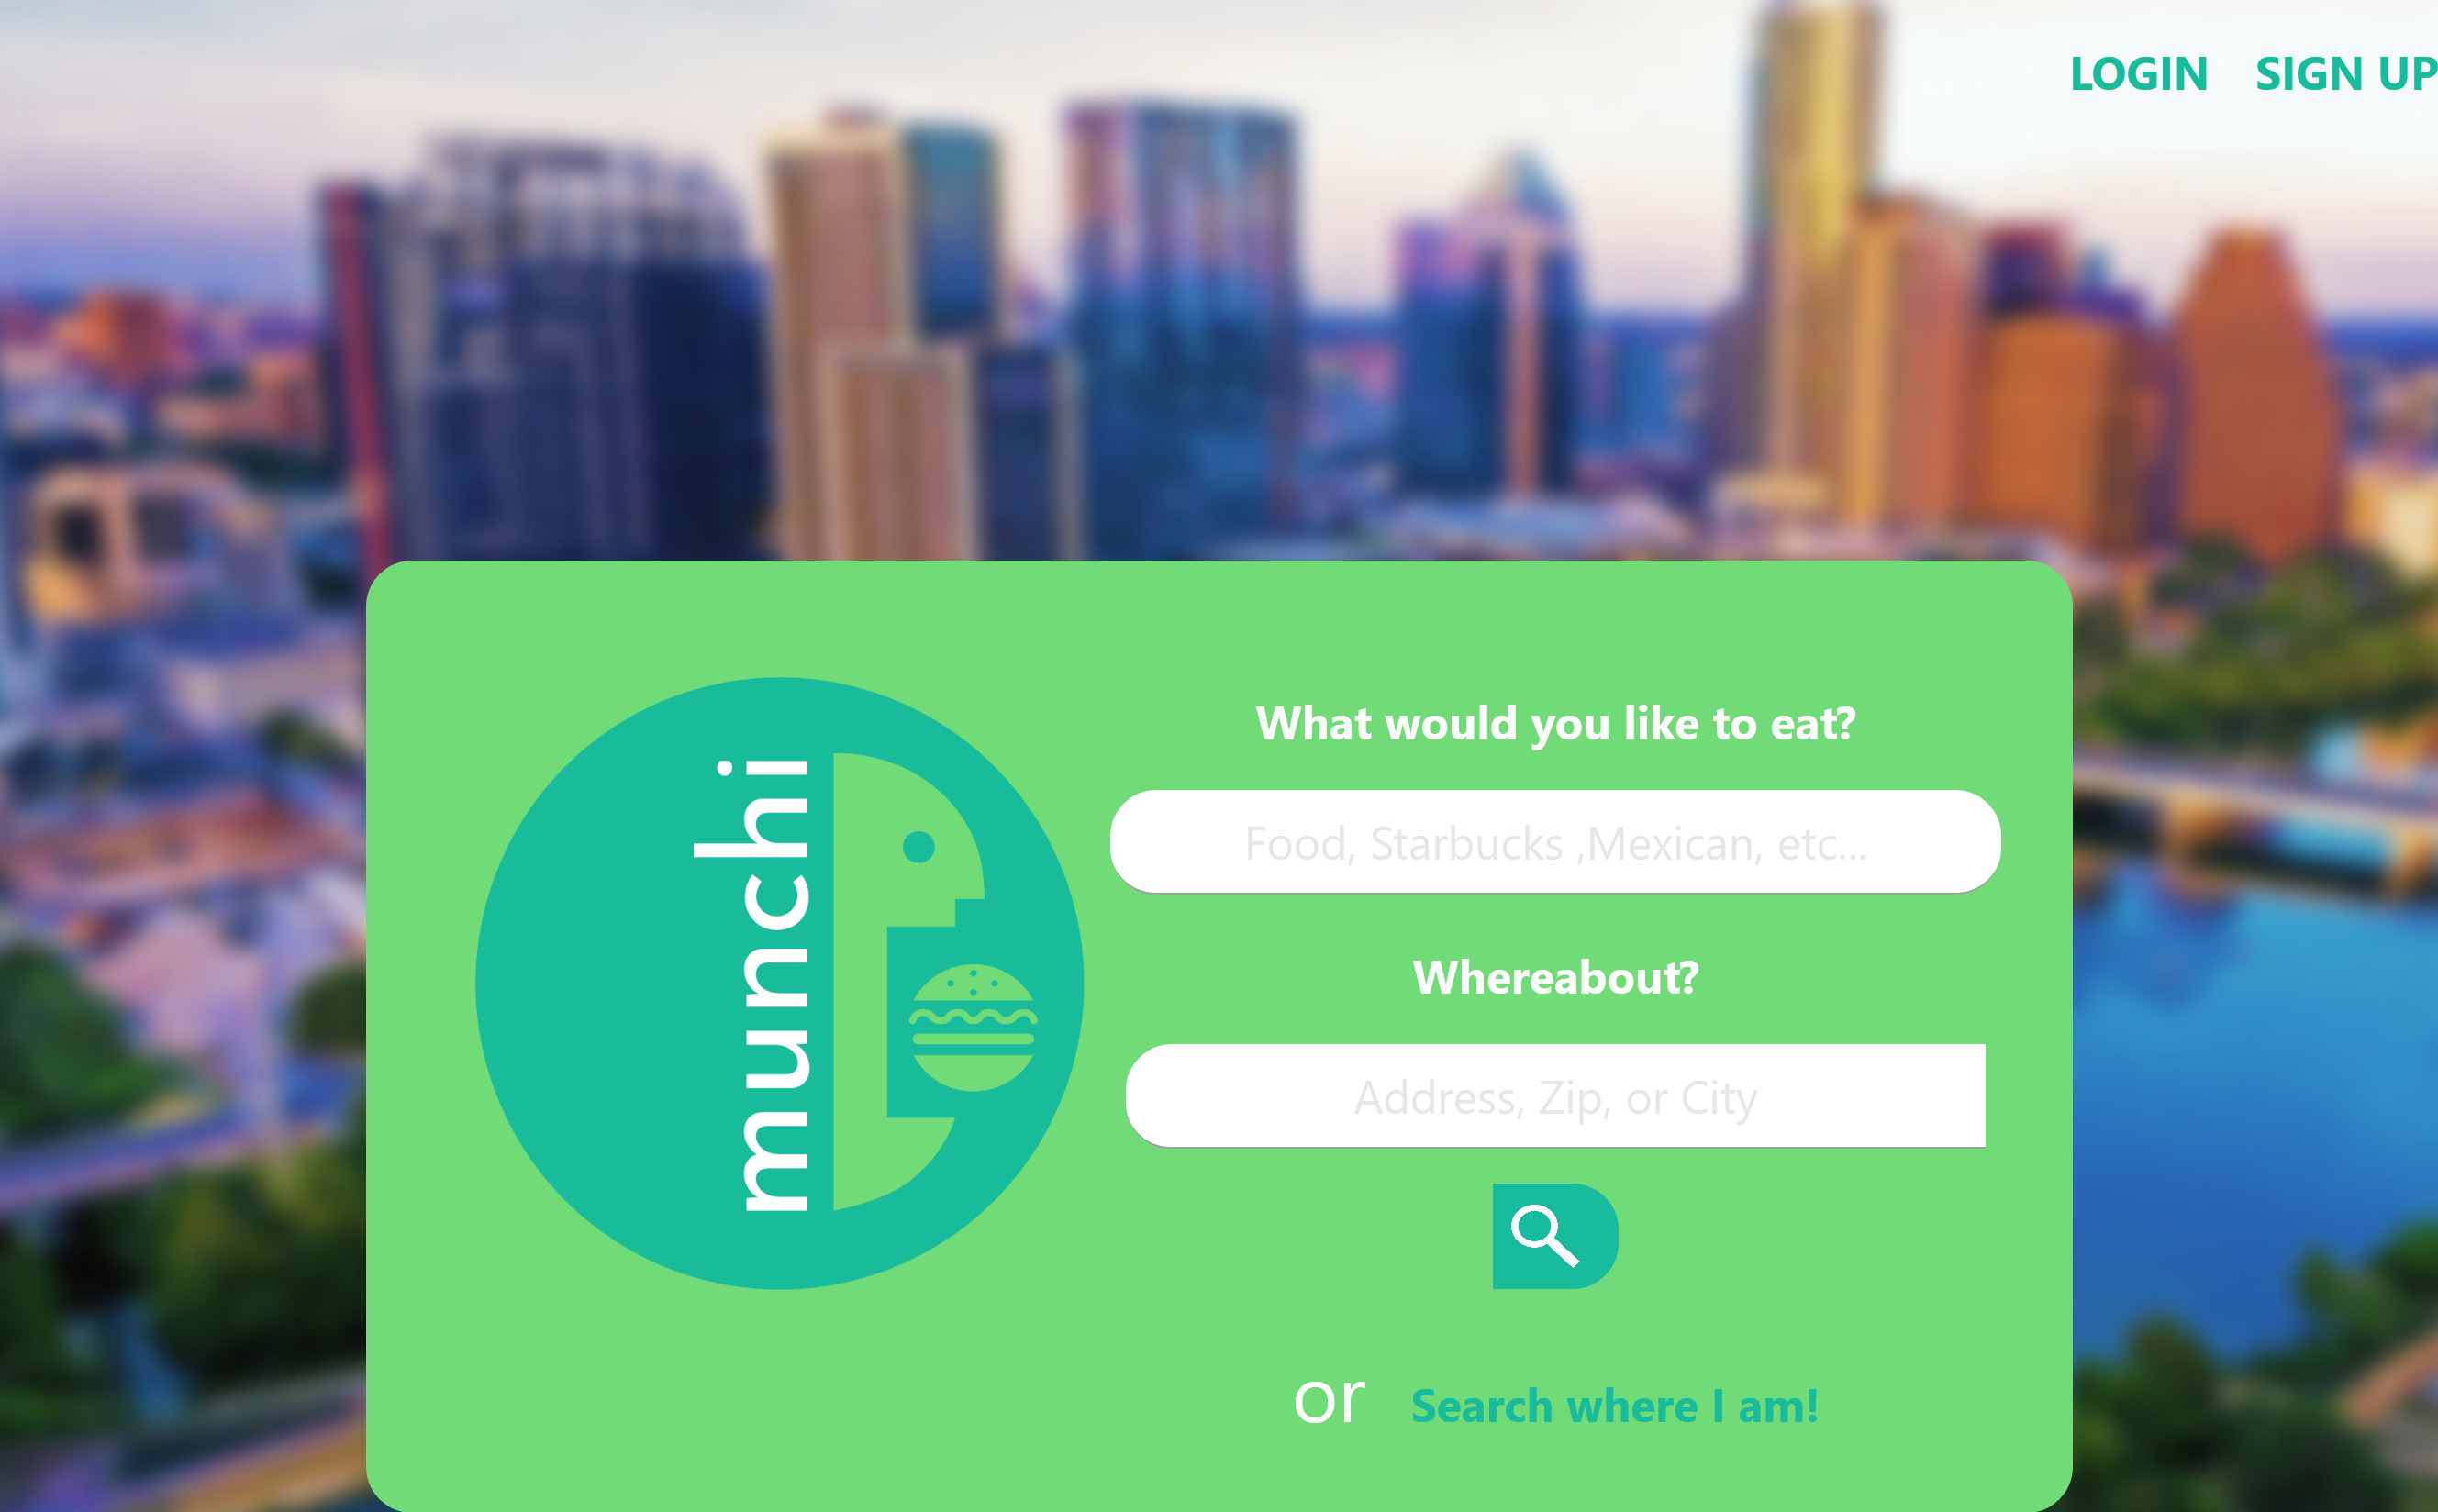 LOGIN SIGN UP
munchi
What would you like to eat?
Food, Starbucks ,Mexican, etc...
Whereabout?
Address, Zip, or City
or Search where I am!